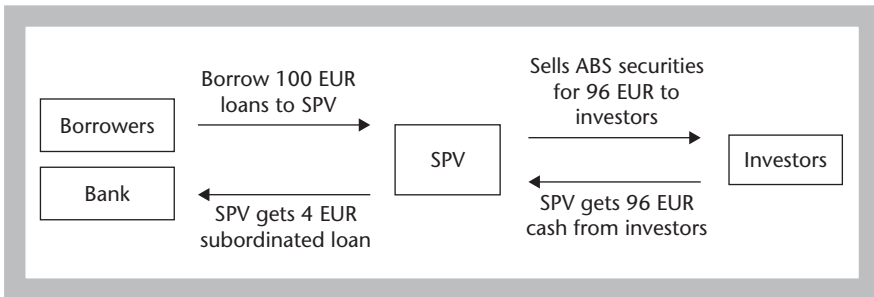 Borrowers
Bank
Borrow 100 EUR
loans to SPV
SPV gets 4 EUR
subordinated loan
SPV
Sells ABS securities
for 96 EUR to
investors
SPV gets 96 EUR
cash from investors
Investors